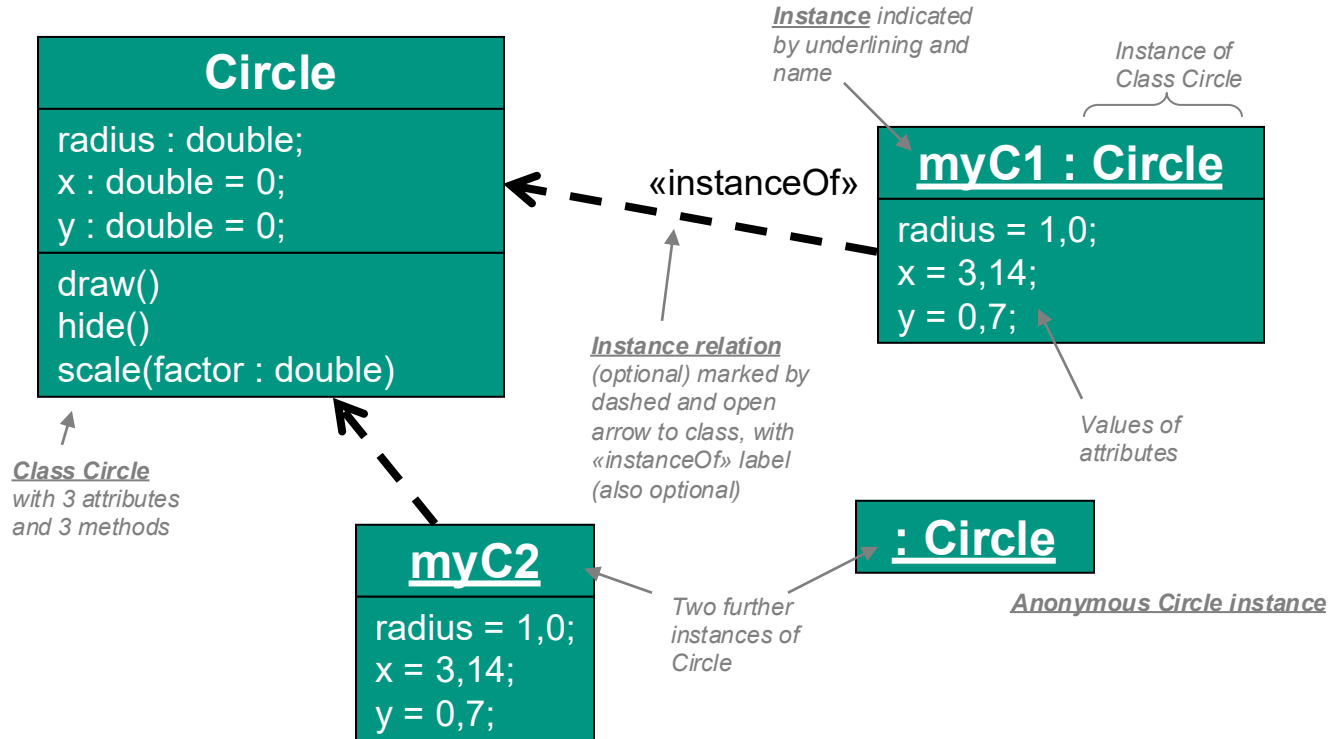 Circle
radius : double;
x : double = 0;
y : double = 0;
draw()
hide()
scale(factor : double)
Class Circle
with 3 attributes
and 3 methods
«instanceOf»
Instance indicated
by underlining and
name
Instance of
Class Circle
myC1 : Circle
radius = 1,0;
x = 3,14;
y = 0,7;
Instance relation
(optional) marked by
dashed and open
arrow to class, with
«instanceOf» label
(also optional)
Values of
attributes
myC2
radius = 1,0;
x = 3,14;
y = 0,7;
Two further
instances of
Circle
: Circle
Anonymous Circle instance